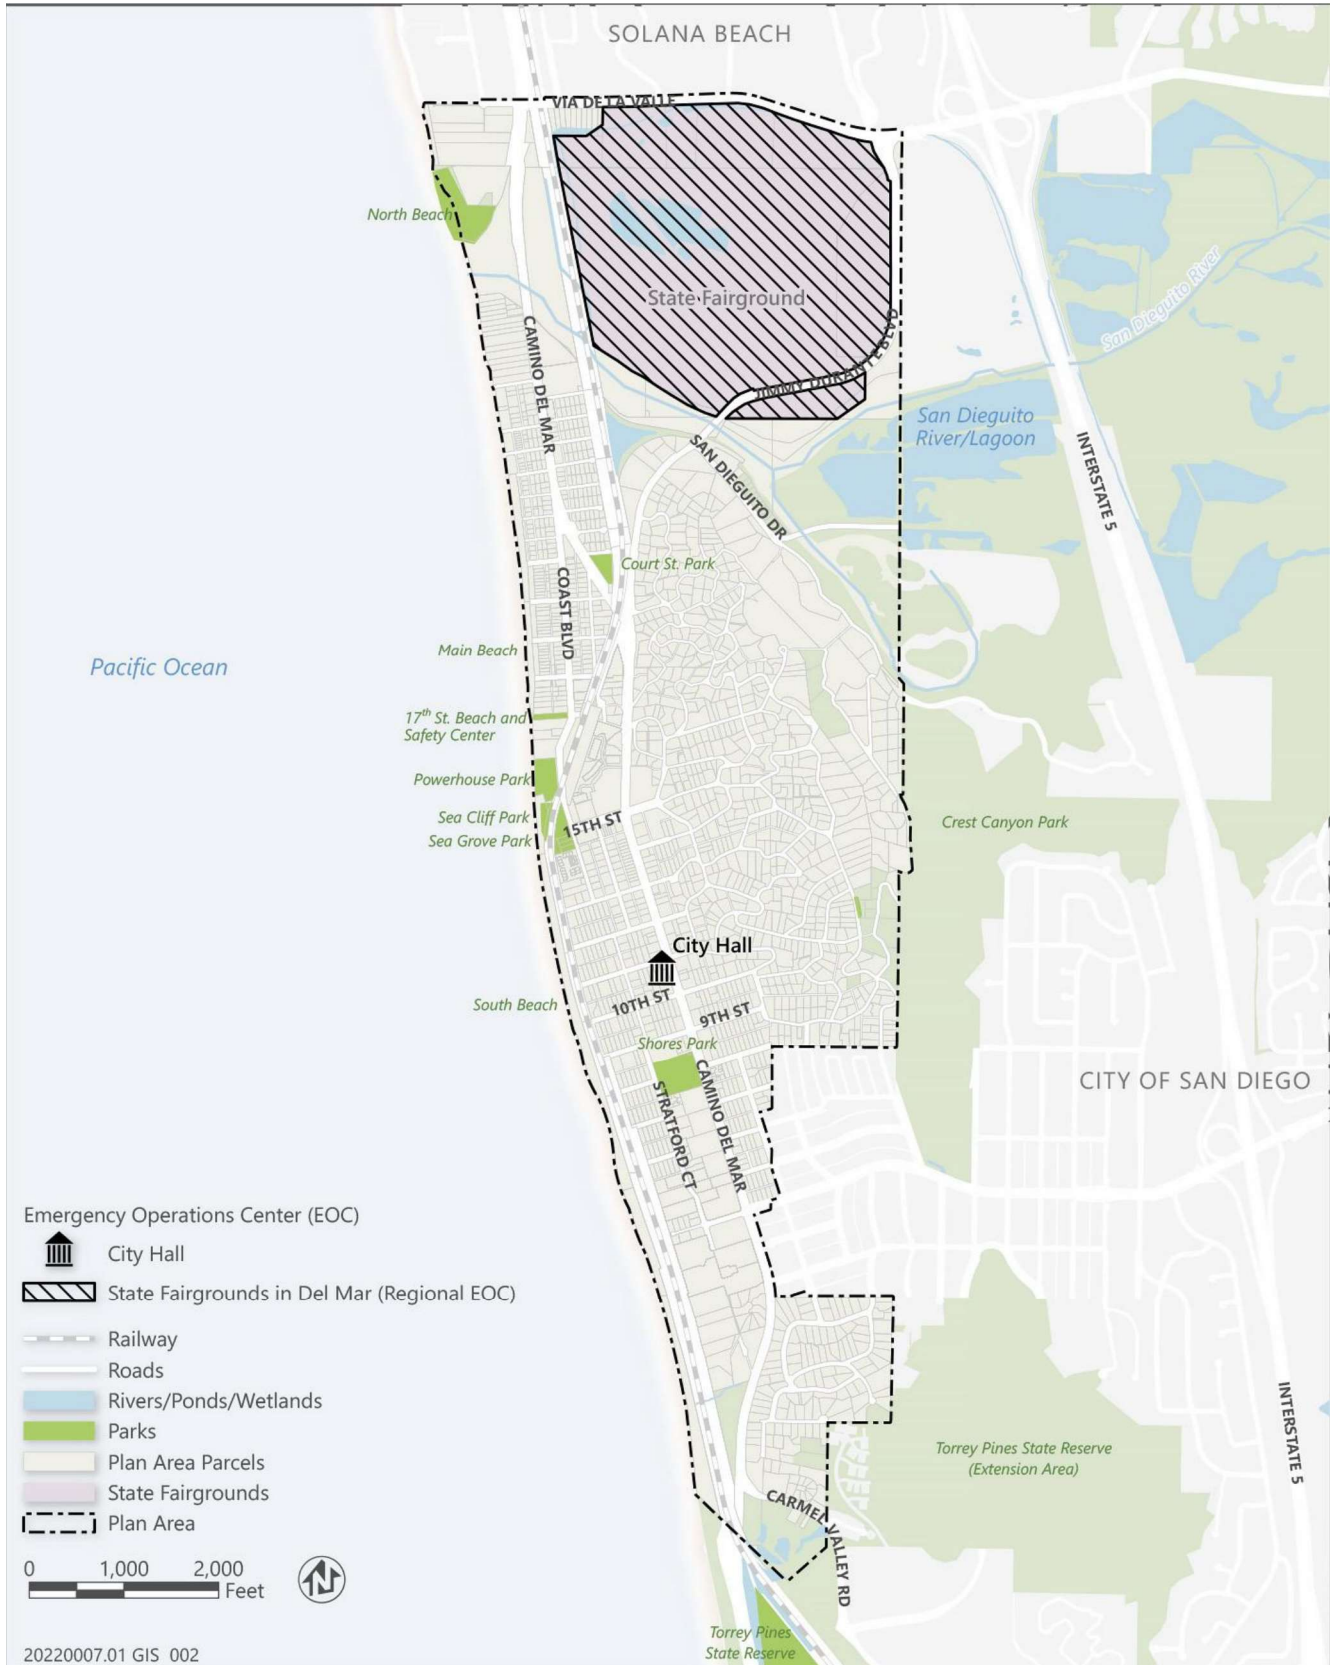 SOLANA BEACH
VIA DE LA VALLE
North Beach
State Fairground
San Dieguito River
CAMINO DEL MAR
JIMMY DURANTE BLVD
San Dieguito
River/Lagoon
SAN DIEGUITO DR
INTERSTATE 5
Court St. Park
COAST BLVD
Main Beach
Pacific Ocean
17th St. Beach and
Safety Center
Powerhouse Park
Sea Cliff Park
15TH ST
Sea Grove Park
Crest Canyon Park
City Hall
South Beach
10TH ST
9TH ST
Shores Park
CITY OF SAN DIEGO
STRATFORD CT
CAMINO DEL MAR
Emergency Operations Center (EOC)
City Hall
State Fairgrounds in Del Mar (Regional EOC)
Railway
Roads
Rivers/Ponds/Wetlands
Parks
Plan Area Parcels
State Fairgrounds
Plan Area
0 1,000 2,000
Feet
N
INTERSTATE 5
Torrey Pines State Reserve
(Extension Area)
CARMEL VALLEY RD
Torrey Pines
State Reserve
20220007.01 GIS 002